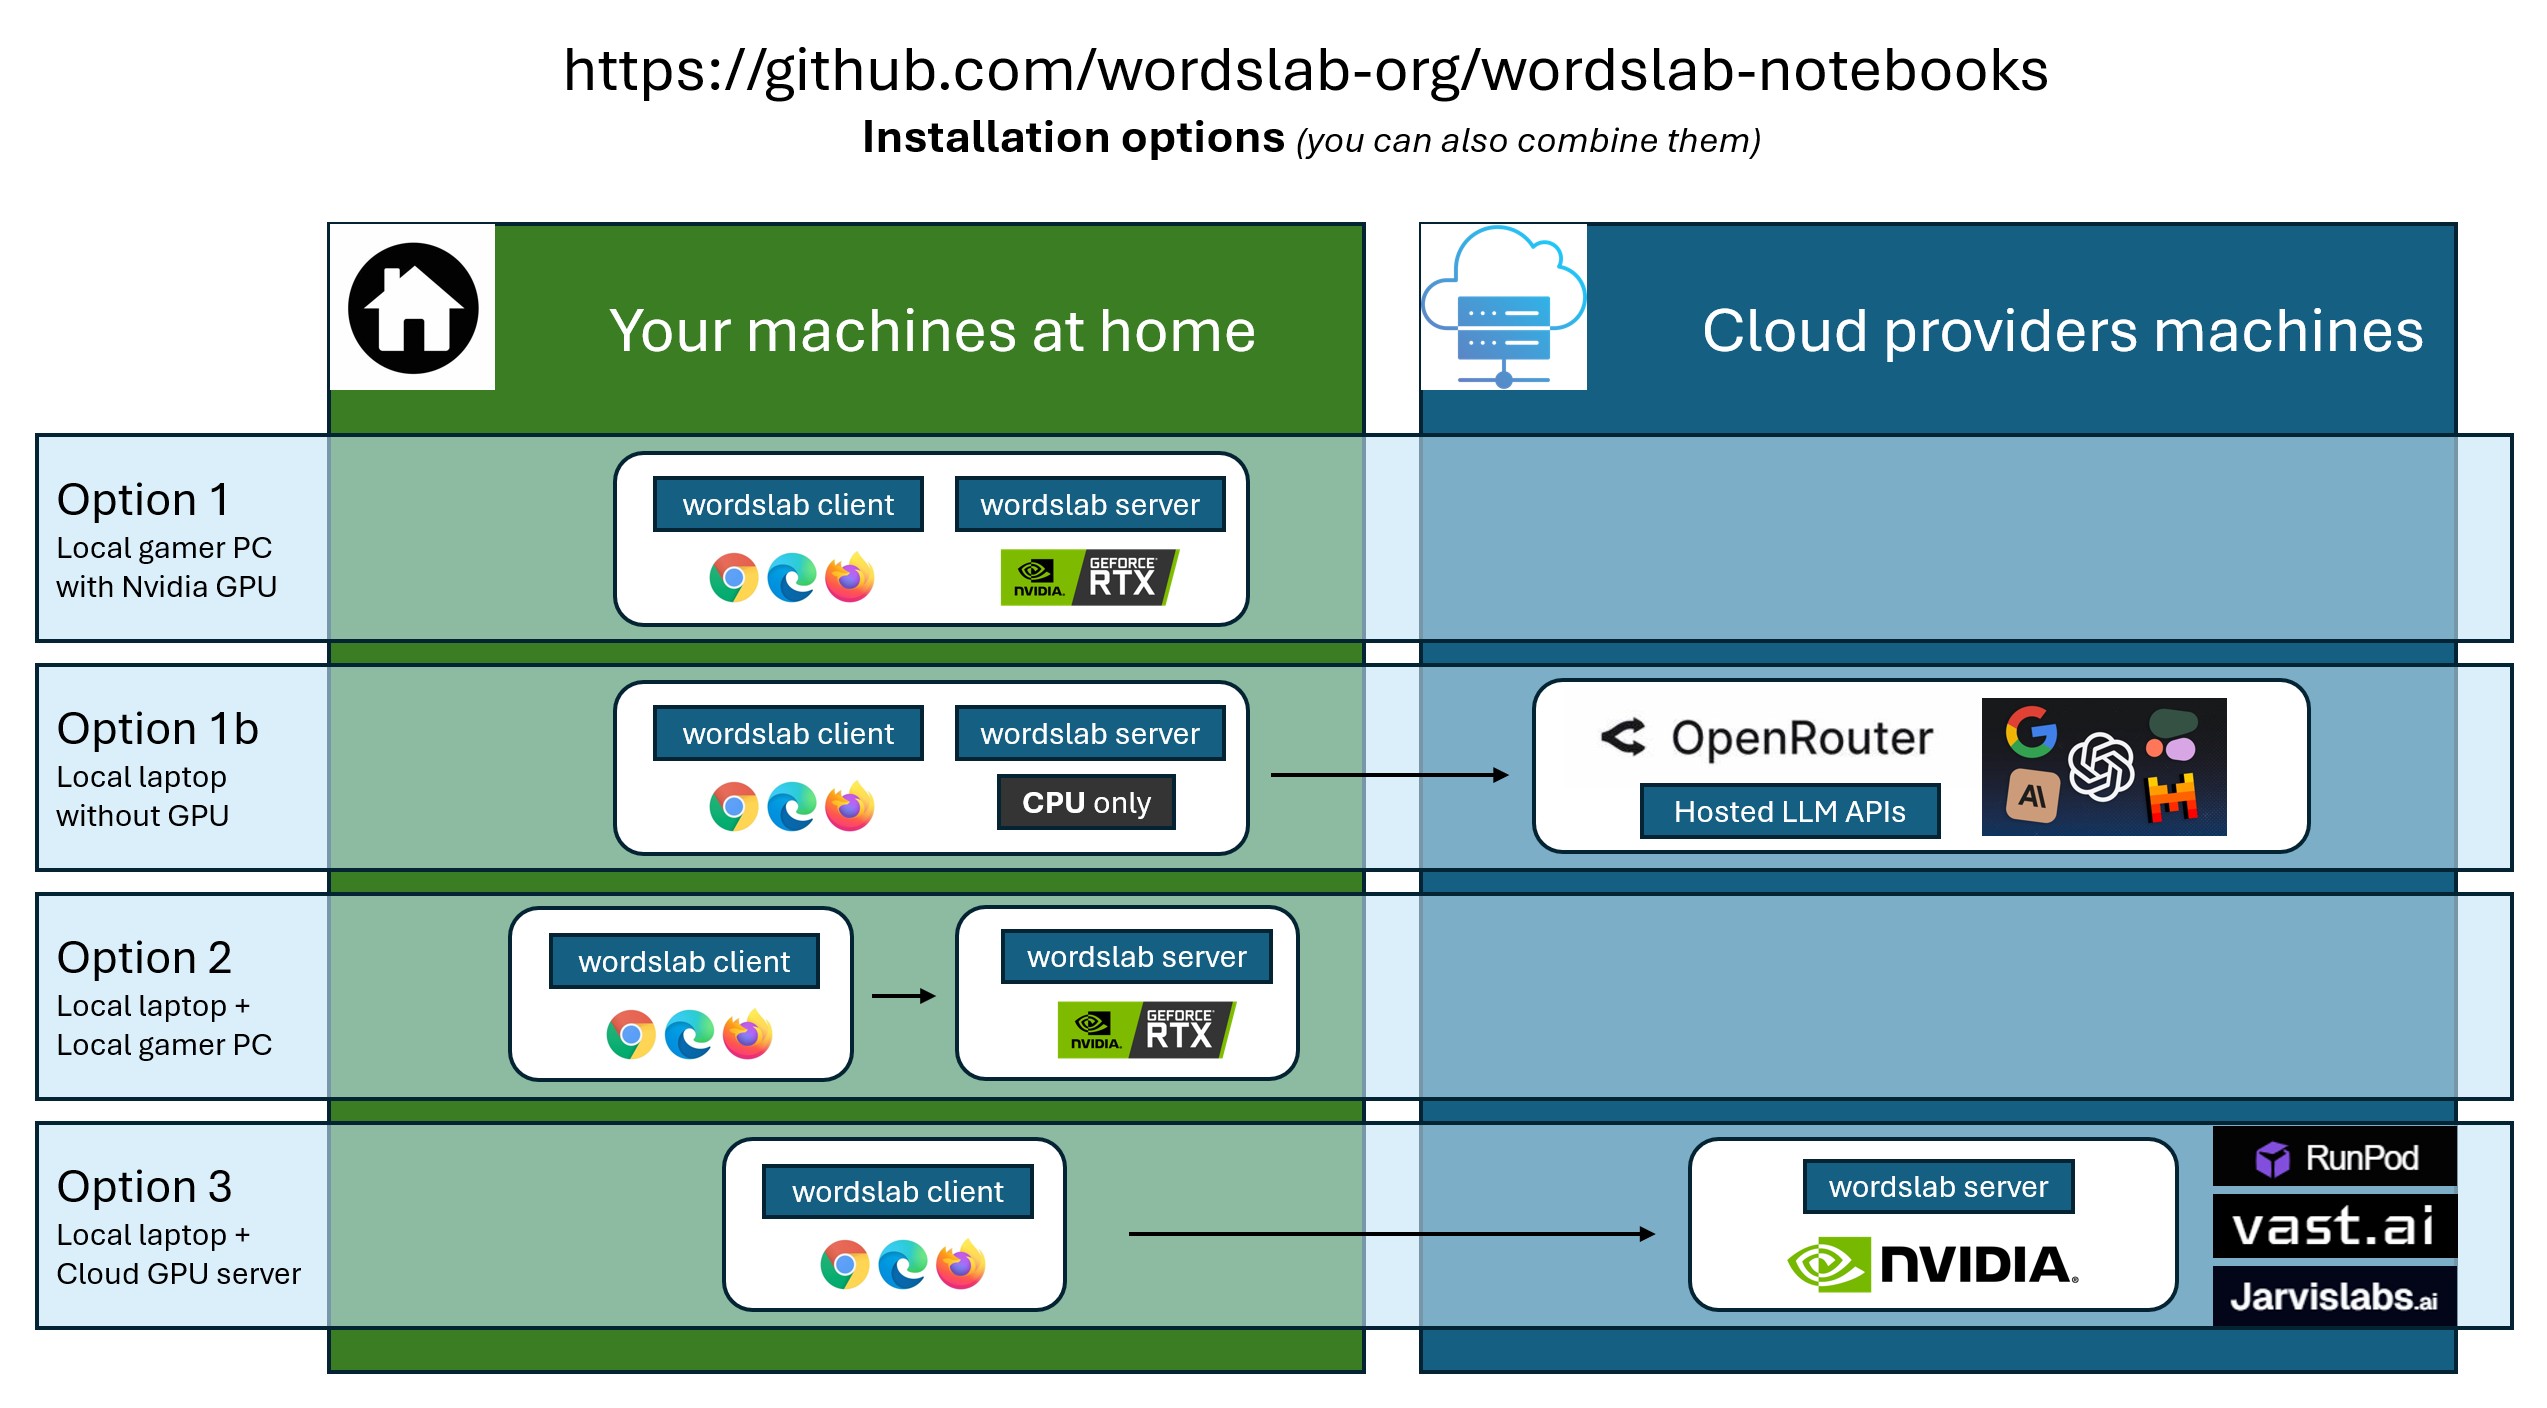 https://github.com/wordslab-org/wordslab-notebooks
Installation options (you can also combine them)
Your machines at home
Cloud providers machines
Option 1
Local gamer PC
with Nvidia GPU
wordslab client
wordslab server
NVIDIA.
GEFORCE
RTX
Option 1b
Local laptop
without GPU
wordslab client
wordslab server
CPU only
OpenRouter
Hosted LLM APIs
G
AI
Option 2
Local laptop +
Local gamer PC
wordslab client
wordslab server
NVIDIA.
GEFORCE
RTX
Option 3
Local laptop +
Cloud GPU server
wordslab client
wordslab server
NVIDIA.
RunPod
vast.ai
Jarvislabs.ai